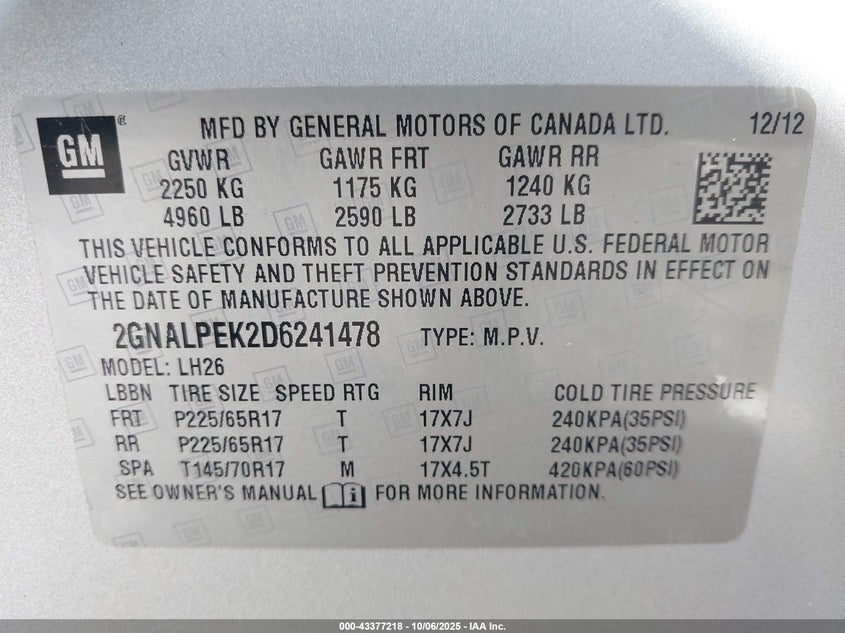 GM ®
MFD BY GENERAL MOTORS OF CANADA LTD. 12/12
GVWR GAWR FRT GAWR RR
2250 KG 1175 KG 1240 KG
4960 LB 2590 LB 2733 LB
THIS VEHICLE CONFORMS TO ALL APPLICABLE U.S. FEDERAL MOTOR
VEHICLE SAFETY AND THEFT PREVENTION STANDARDS IN EFFECT ON
THE DATE OF MANUFACTURE SHOWN ABOVE.
2GNALPEK2D6241478 TYPE: M.P.V.
MODEL: LH26
LBBN TIRE SIZE SPEED RTG RIM COLD TIRE PRESSURE
FRT P225/65R17 T 17X7J 240KPA(35PSI)
RR P225/65R17 T 17X7J 240KPA(35PSI)
SPA T145/70R17 M 17X4.5T 420KPA(60PSI)
SEE OWNER'S MANUAL i FOR MORE INFORMATION.
000-43377218 - 10/06/2025 - IAA Inc.